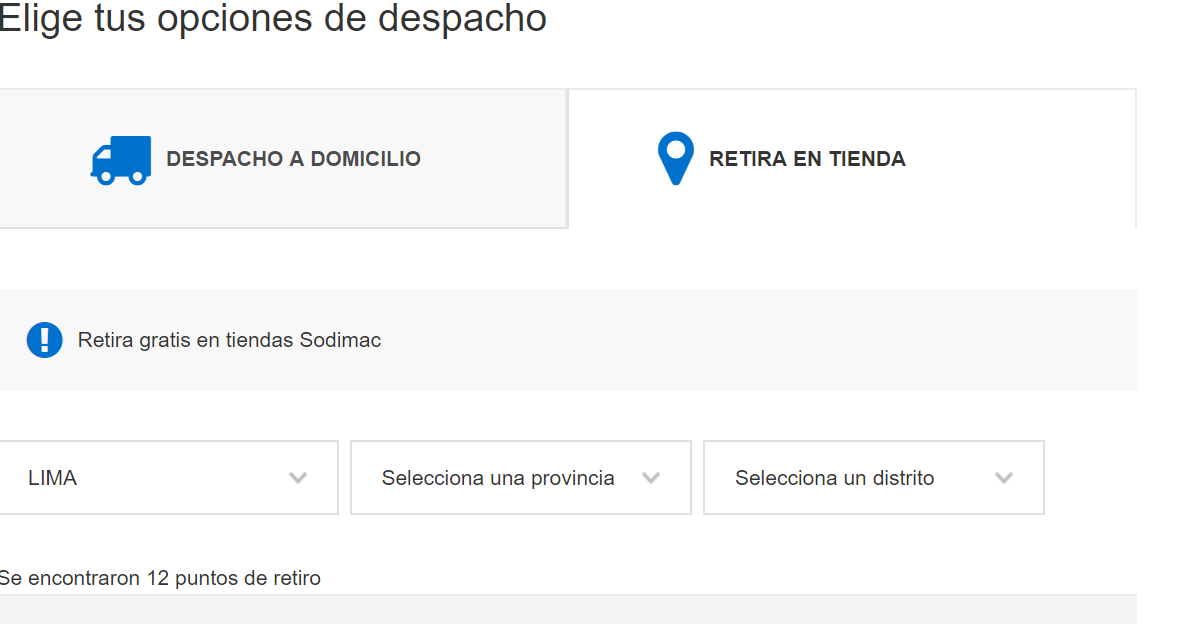 Elige tus opciones de despacho
DESPACHO A DOMICILIO
RETIRA EN TIENDA
Retira gratis en tiendas Sodimac
LIMA
Selecciona una provincia
Selecciona un distrito
Se encontraron 12 puntos de retiro